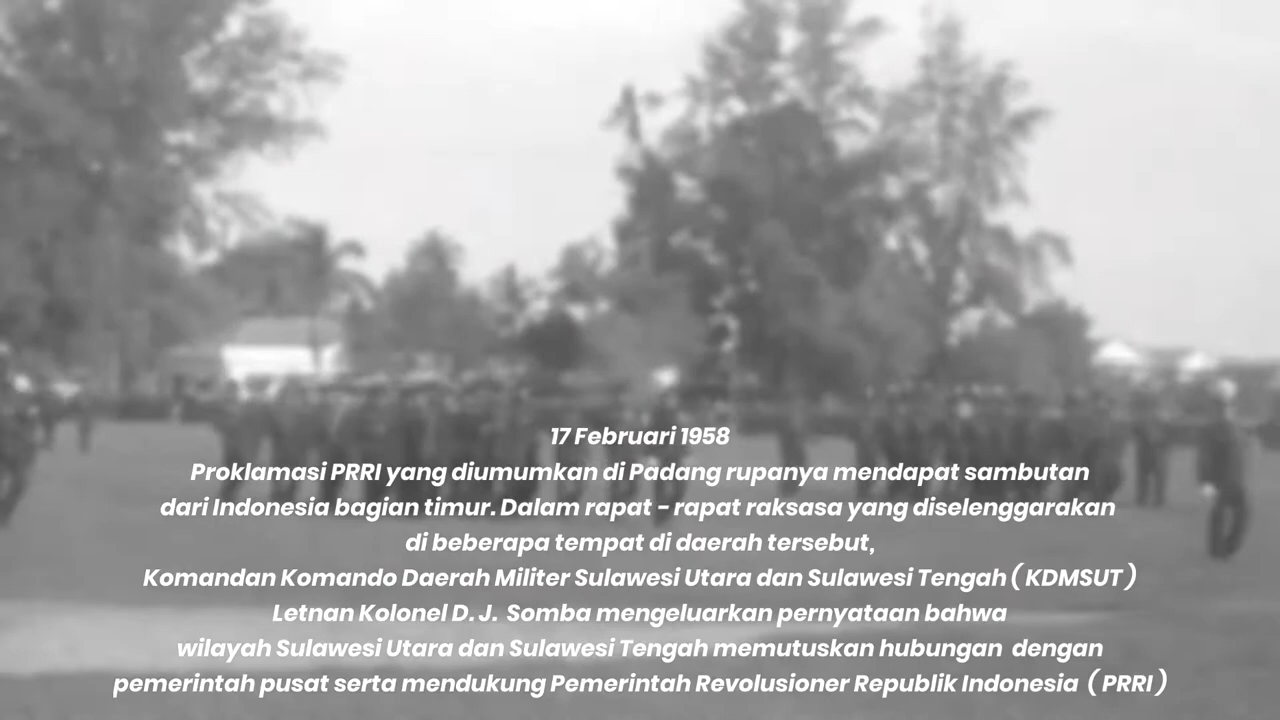 17 Februari 1958
Proklamasi PRRI yang diumumkan di Padang rupanya mendapat sambutan
dari Indonesia bagian timur. Dalam rapat - rapat raksasa yang diselenggarakan
di beberapa tempat di daerah tersebut,
Komandan Komando Daerah Militer Sulawesi Utara dan Sulawesi Tengah ( KDMSUT )
Letnan Kolonel D. J. Somba mengeluarkan pernyataan bahwa
wilayah Sulawesi Utara dan Sulawesi Tengah memutuskan hubungan dengan
pemerintah pusat serta mendukung Pemerintah Revolusioner Republik Indonesia ( PRRI )